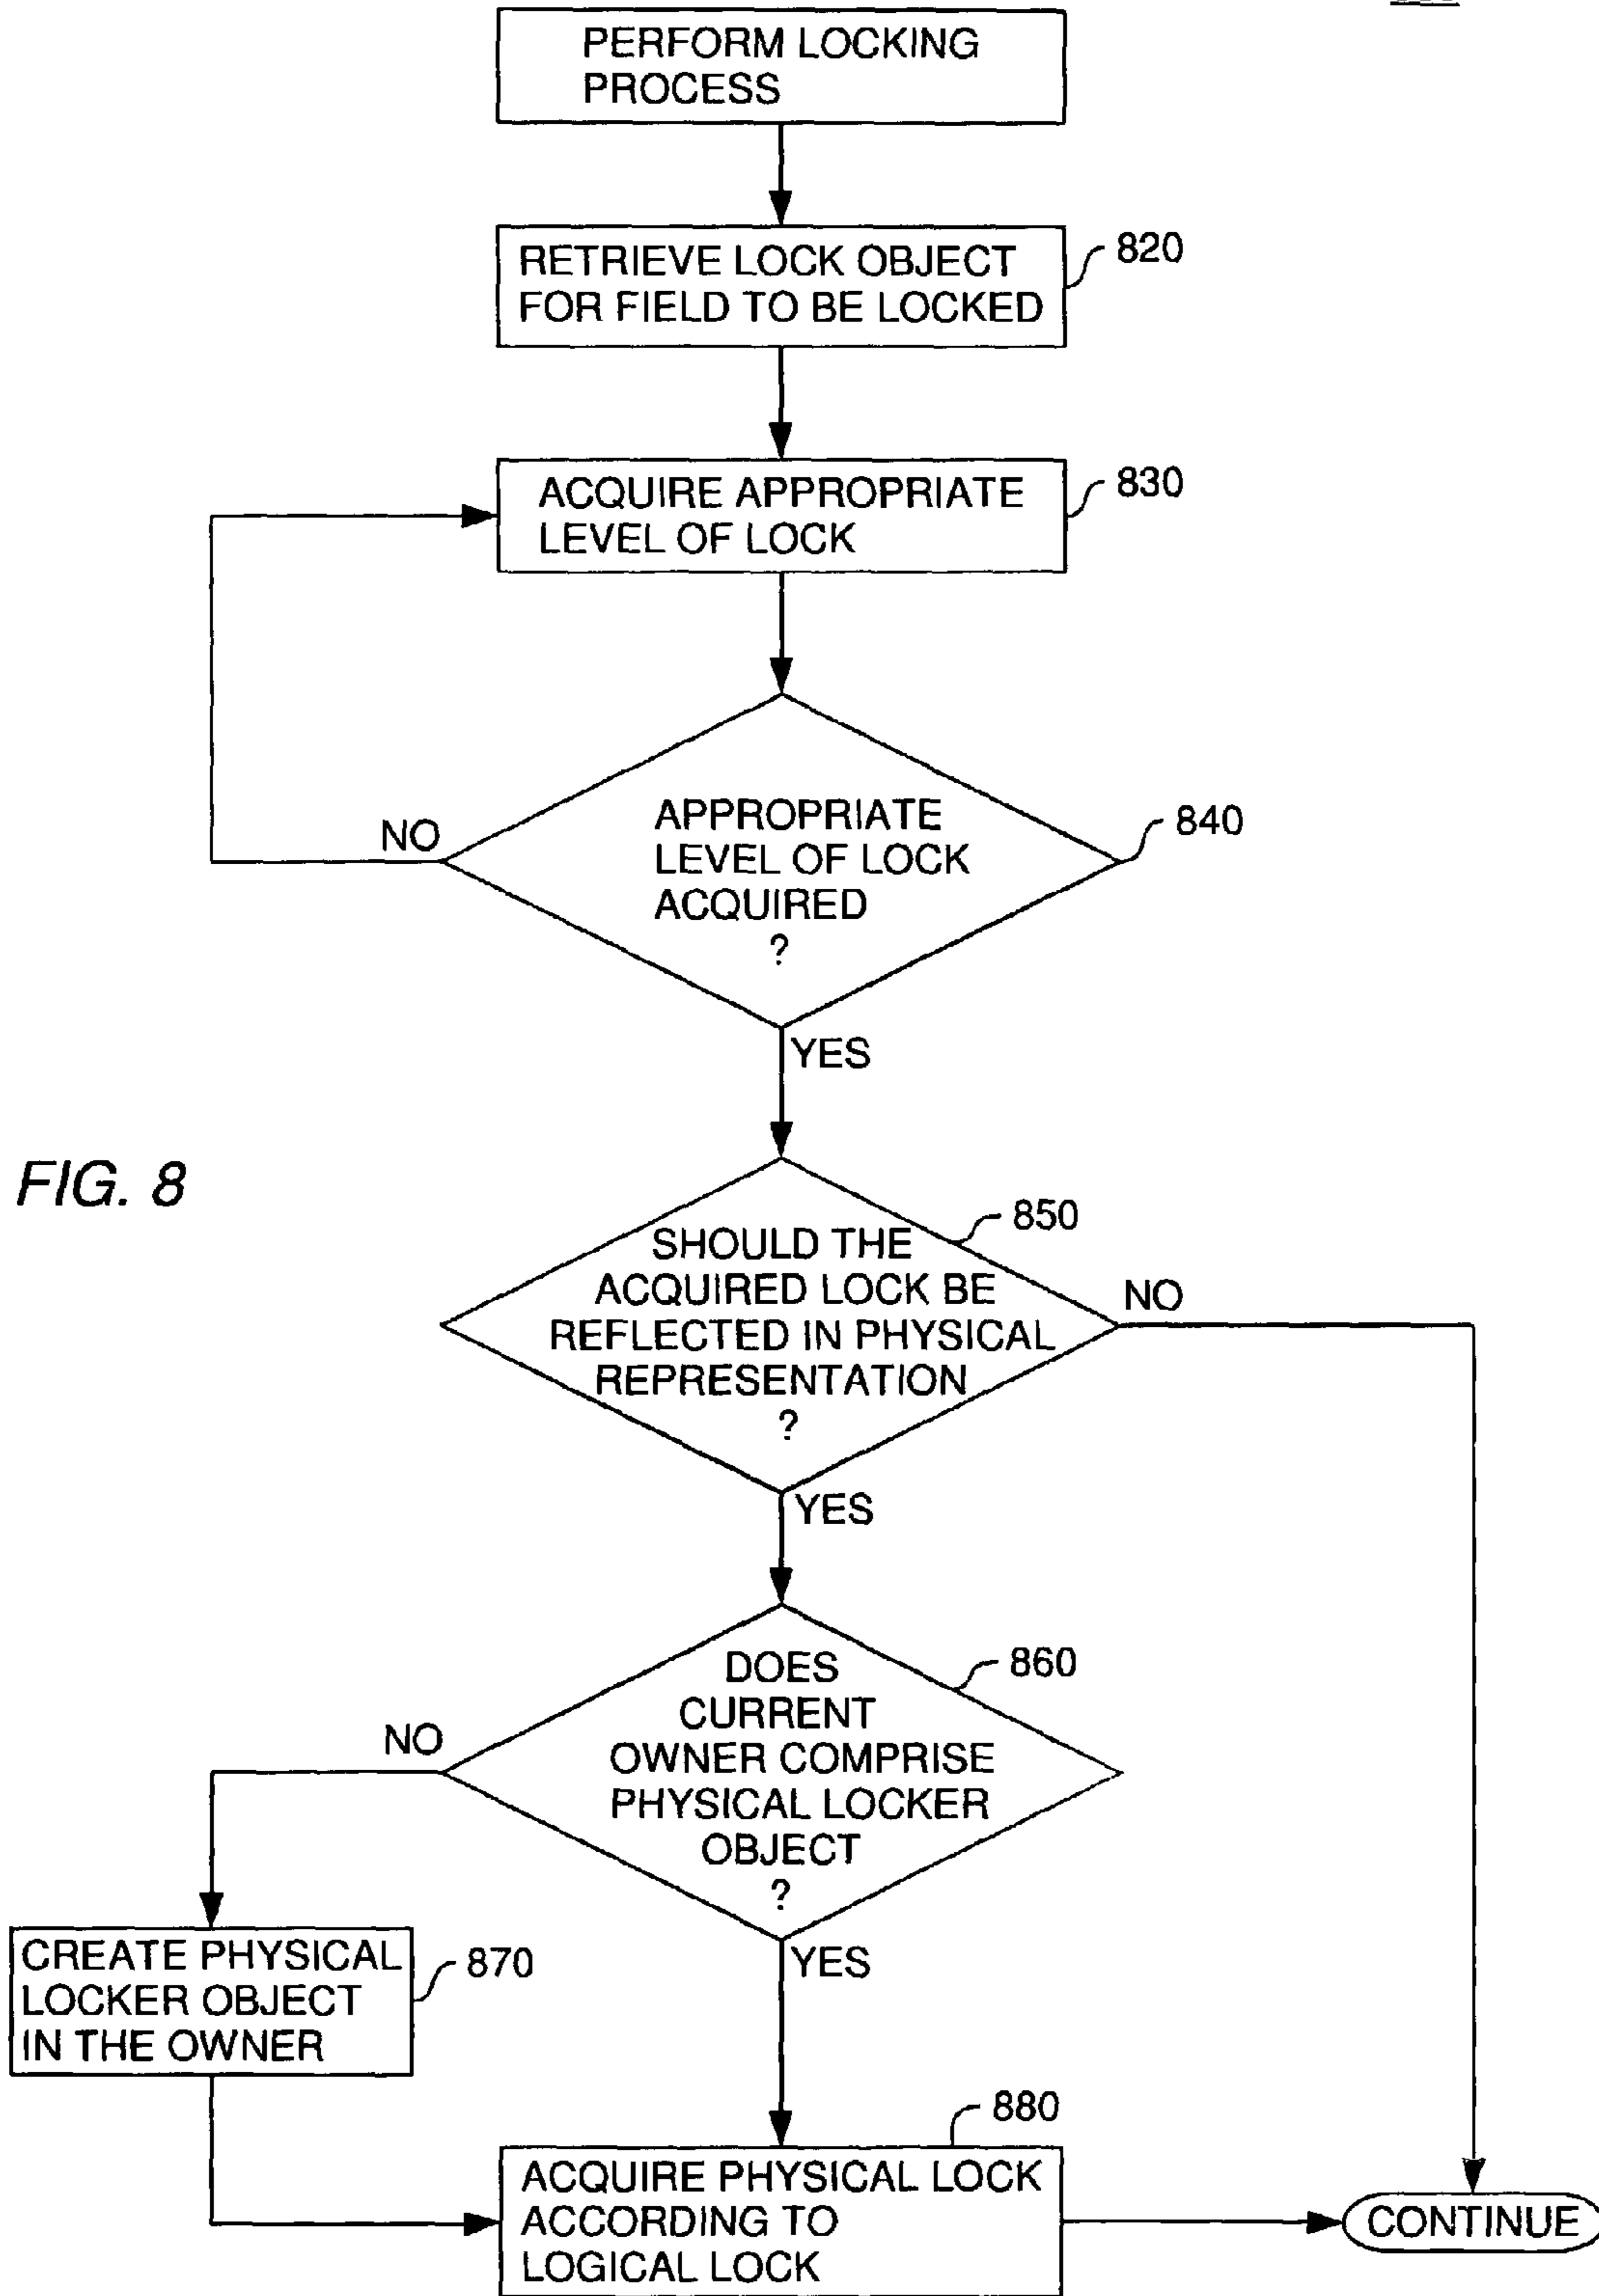 PERFORM LOCKING
PROCESS
RETRIEVE LOCK OBJECT
FOR FIELD TO BE LOCKED
820
ACQUIRE APPROPRIATE
LEVEL OF LOCK
830
APPROPRIATE
LEVEL OF LOCK
ACQUIRED
?
840
NO
YES
FIG. 8
SHOULD THE
ACQUIRED LOCK BE
REFLECTED IN PHYSICAL
REPRESENTATION
?
850
NO
YES
DOES
CURRENT
OWNER COMPRISE
PHYSICAL LOCKER
OBJECT
?
860
NO
YES
CREATE PHYSICAL
LOCKER OBJECT
IN THE OWNER
870
ACQUIRE PHYSICAL LOCK
ACCORDING TO
LOGICAL LOCK
880
CONTINUE